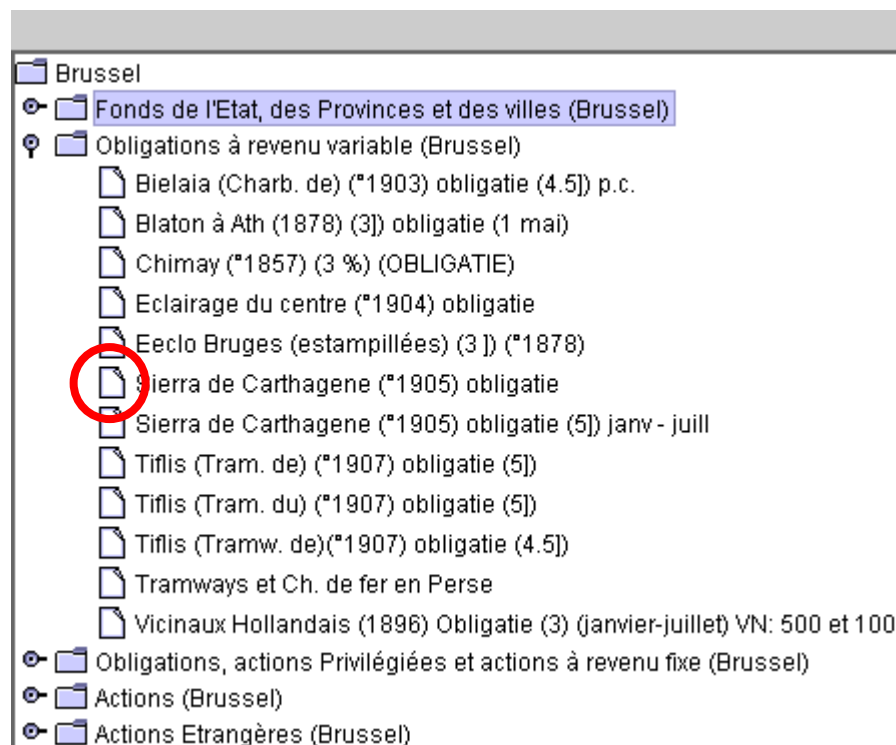 Brussel
Fonds de l'Etat, des Provinces et des villes (Brussel)
Obligations à revenu variable (Brussel)
Bielaia (Charb. de) (°1903) obligatie (4.5]) p.c.
Blaton à Ath (1878) (3]) obligatie (1 mai)
Chimay (°1857) (3 %) (OBLIGATIE)
Eclairage du centre (°1904) obligatie
Eeclo Bruges (estampillées) (3 ]) (°1878)
Sierra de Carthagene (°1905) obligatie
Sierra de Carthagene (°1905) obligatie (5]) janv - juill
Tiflis (Tram. de) (°1907) obligatie (5])
Tiflis (Tram. du) (°1907) obligatie (5])
Tiflis (Tramw. de)(°1907) obligatie (4.5])
Tramways et Ch. de fer en Perse
Vicinaux Hollandais (1896) Obligatie (3) (janvier-juillet) VN: 500 et 100
Obligations, actions Privilégiées et actions à revenu fixe (Brussel)
Actions (Brussel)
Actions Etrangères (Brussel)